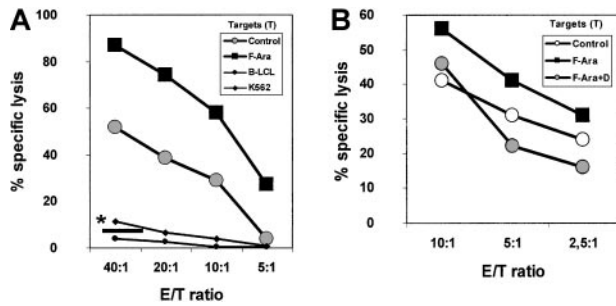 A
Targets (T)
Control
F-Ara
B-LCL
K562
% specific lysis
100
80
60
40
20
0
*
40:1 20:1 10:1 5:1
E/T ratio
B
Targets (T)
Control
F-Ara
F-Ara+D
% specific lysis
60
50
40
30
20
10
0
10:1 5:1 2,5:1
E/T ratio